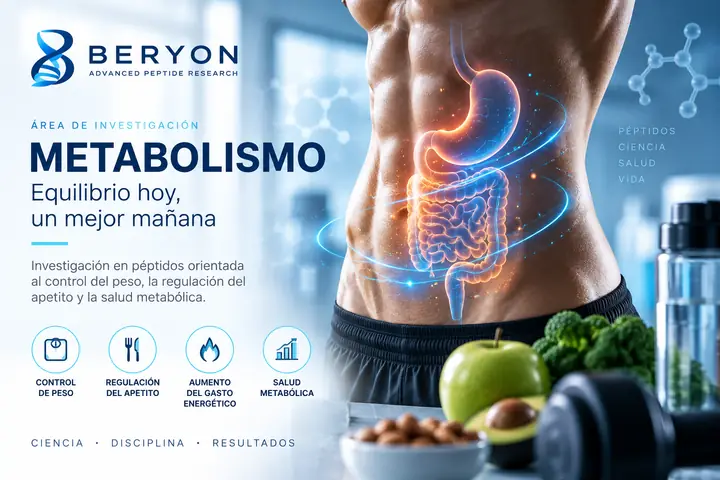 BERYON
ADVANCED PEPTIDE RESEARCH
ÁREA DE INVESTIGACIÓN
METABOLISMO
Equilibrio hoy,
un mejor mañana
Investigación en péptidos orientada
al control del peso, la regulación del
apetito y la salud metabólica.
CONTROL
DE PESO
REGULACIÓN
DEL APETITO
AUMENTO
DEL GASTO
ENERGÉTICO
SALUD
METABÓLICA
CIENCIA · DISCIPLINA · RESULTADOS
PÉPTIDOS
CIENCIA
SALUD
VIDA